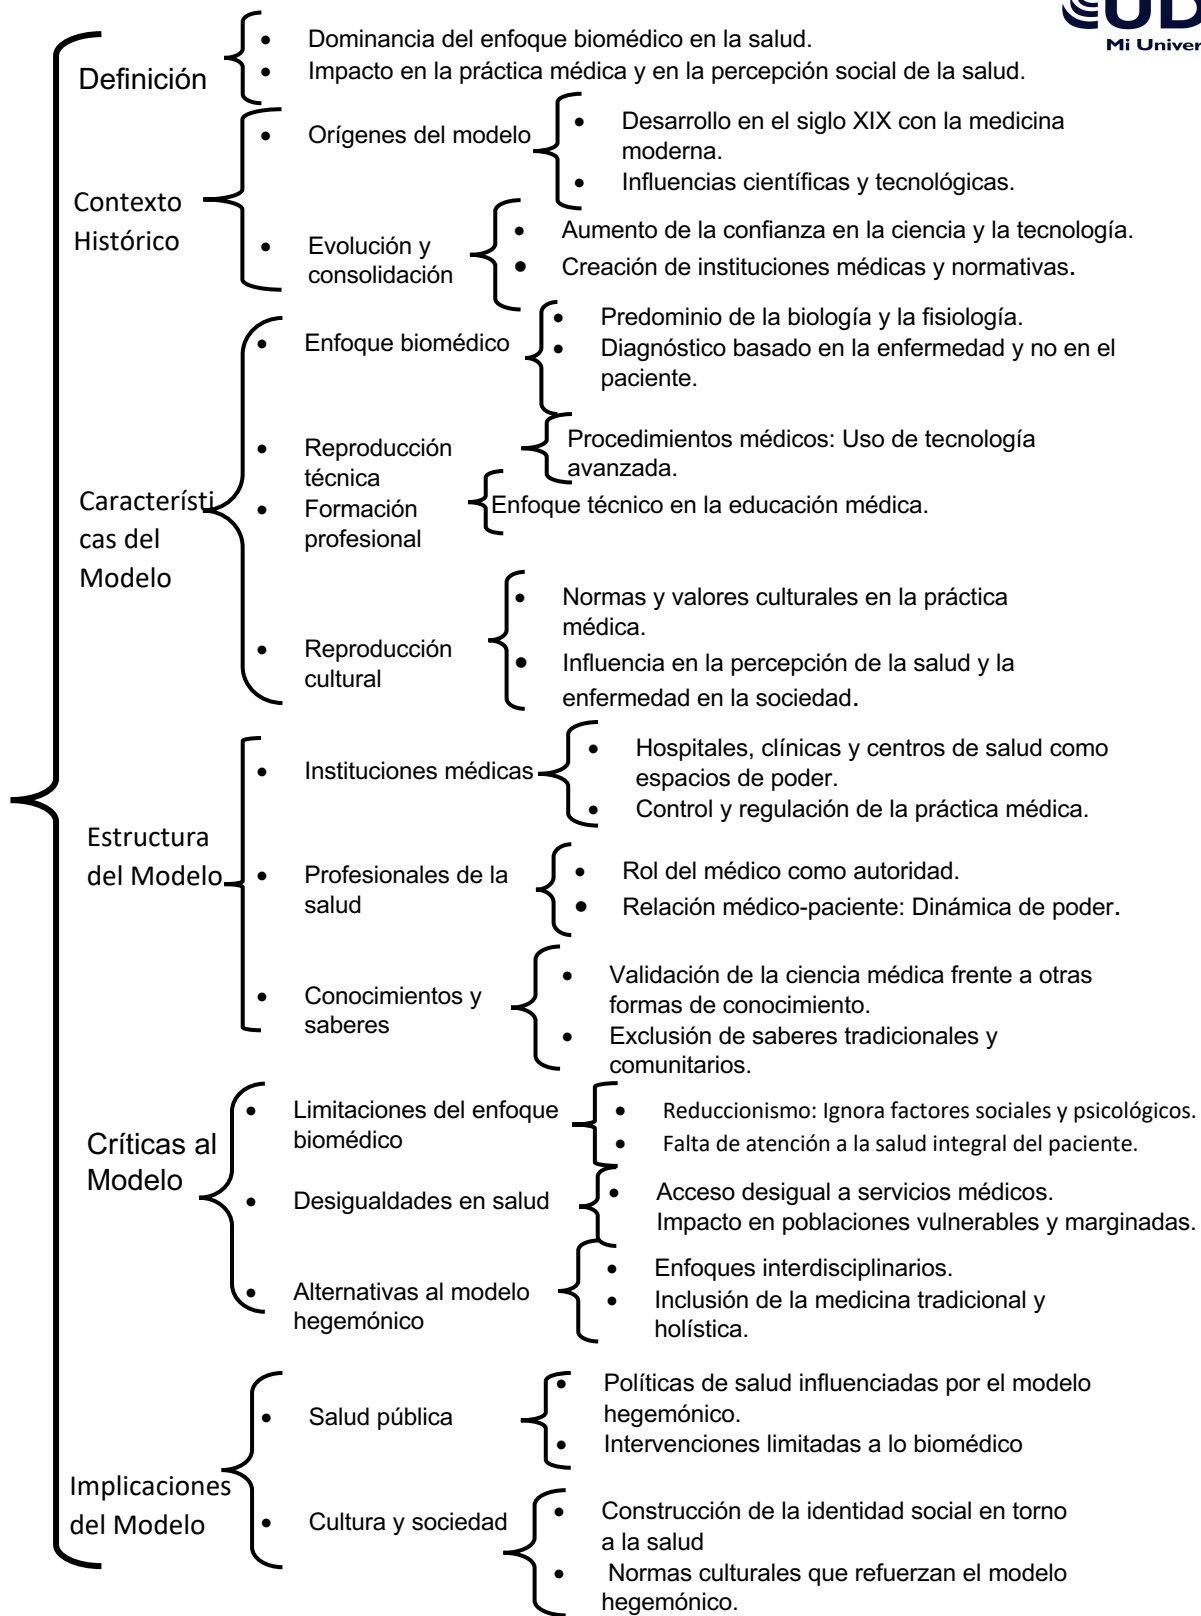 UD
Mi Univer
Definición
• Dominancia del enfoque biomédico en la salud.
• Impacto en la práctica médica y en la percepción social de la salud.
Contexto
Histórico
• Orígenes del modelo
• Desarrollo en el siglo XIX con la medicina
moderna.
• Influencias científicas y tecnológicas.
• Evolución y
consolidación
• Aumento de la confianza en la ciencia y la tecnología.
• Creación de instituciones médicas y normativas.
Característi
cas del
Modelo
• Enfoque biomédico
• Predominio de la biología y la fisiología.
• Diagnóstico basado en la enfermedad y no en el
paciente.
• Reproducción
técnica
Procedimientos médicos: Uso de tecnología
avanzada.
• Formación
profesional
Enfoque técnico en la educación médica.
• Reproducción
cultural
• Normas y valores culturales en la práctica
médica.
• Influencia en la percepción de la salud y la
enfermedad en la sociedad.
Estructura
del Modelo
• Instituciones médicas
• Hospitales, clínicas y centros de salud como
espacios de poder.
• Control y regulación de la práctica médica.
• Profesionales de la
salud
• Rol del médico como autoridad.
• Relación médico-paciente: Dinámica de poder.
• Conocimientos y
saberes
• Validación de la ciencia médica frente a otras
formas de conocimiento.
• Exclusión de saberes tradicionales y
comunitarios.
Críticas al
Modelo
• Limitaciones del enfoque
biomédico
• Reduccionismo: Ignora factores sociales y psicológicos.
• Falta de atención a la salud integral del paciente.
• Desigualdades en salud
• Acceso desigual a servicios médicos.
Impacto en poblaciones vulnerables y marginadas.
• Alternativas al modelo
hegemónico
• Enfoques interdisciplinarios.
• Inclusión de la medicina tradicional y
holística.
Implicaciones
del Modelo
• Salud pública
• Políticas de salud influenciadas por el modelo
hegemónico.
• Intervenciones limitadas a lo biomédico
• Cultura y sociedad
• Construcción de la identidad social en torno
a la salud
• Normas culturales que refuerzan el modelo
hegemónico.